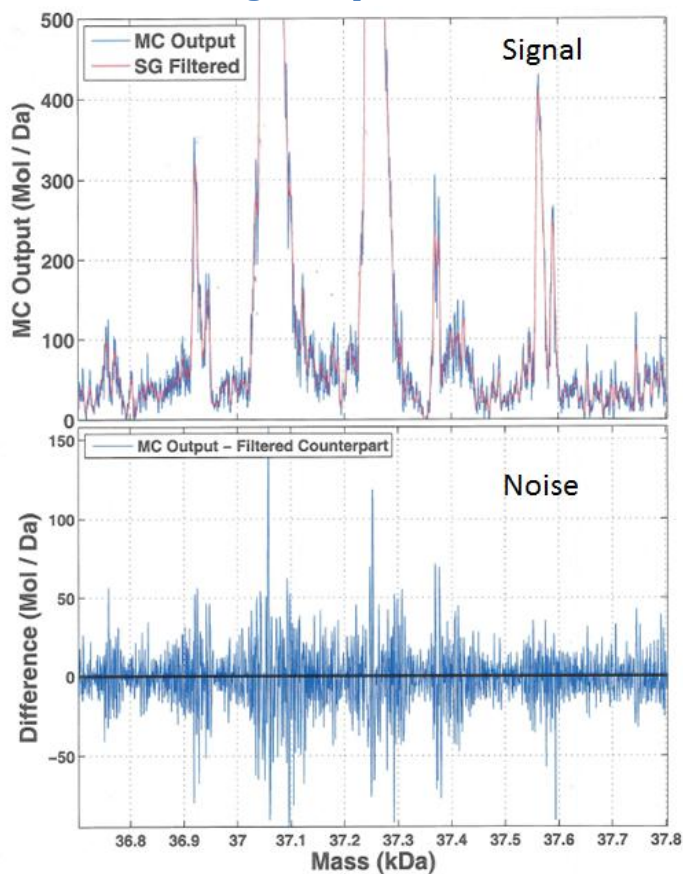 500
MC Output
SG Filtered
Signal
400
300
200
100
0
MC Output (Mol / Da)
150
MC Output – Filtered Counterpart
Noise
100
50
0
−50
Difference (Mol / Da)
36.8 36.9 37 37.1 37.2 37.3 37.4 37.5 37.6 37.7 37.8
Mass (kDa)